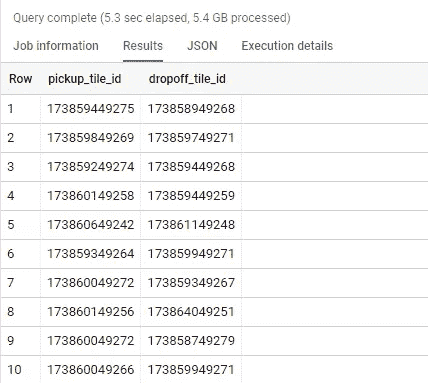 Query complete (5.3 sec elapsed, 5.4 GB processed)
Job information Results JSON Execution details
Row pickup_tile_id dropoff_tile_id
1 173859449275 173858949268
2 173859849269 173859749271
3 173859249274 173859449268
4 173860149258 173859449259
5 173860649242 173861149248
6 173859349264 173859949271
7 173860049272 173859349267
8 173860149256 173864049251
9 173860049272 173858749279
10 173860049266 173859949271